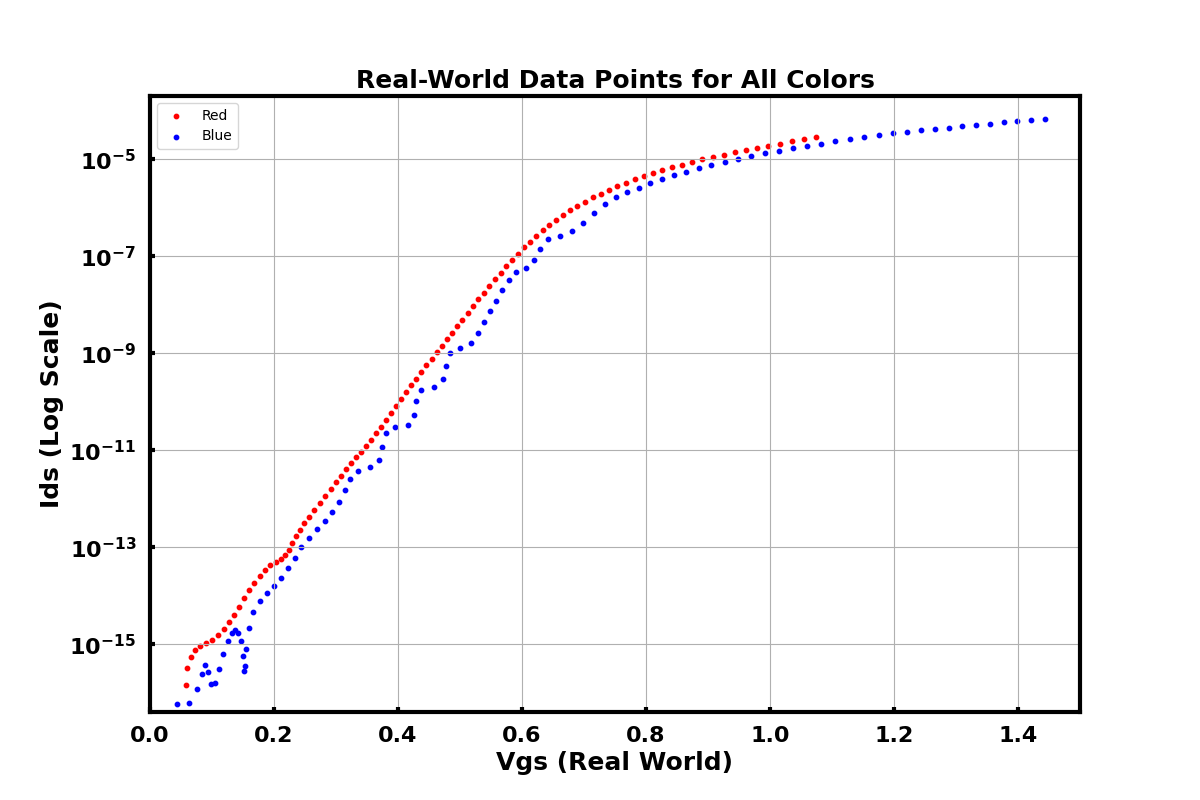 Real-World Data Points for All Colors
Red
Blue
10⁻⁵
10⁻⁷
10⁻⁹
10⁻¹¹
10⁻¹³
10⁻¹⁵
Ids (Log Scale)
0.0 0.2 0.4 0.6 0.8 1.0 1.2 1.4
Vgs (Real World)